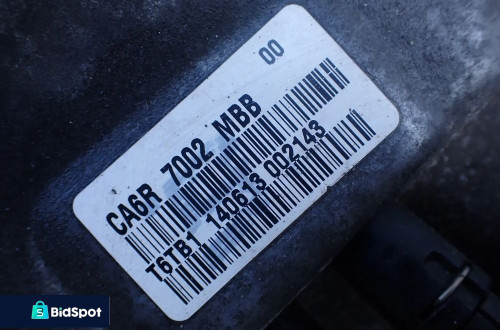 00
CA6R 7002 MBB
T6TB1 140613 002143
BidSpot